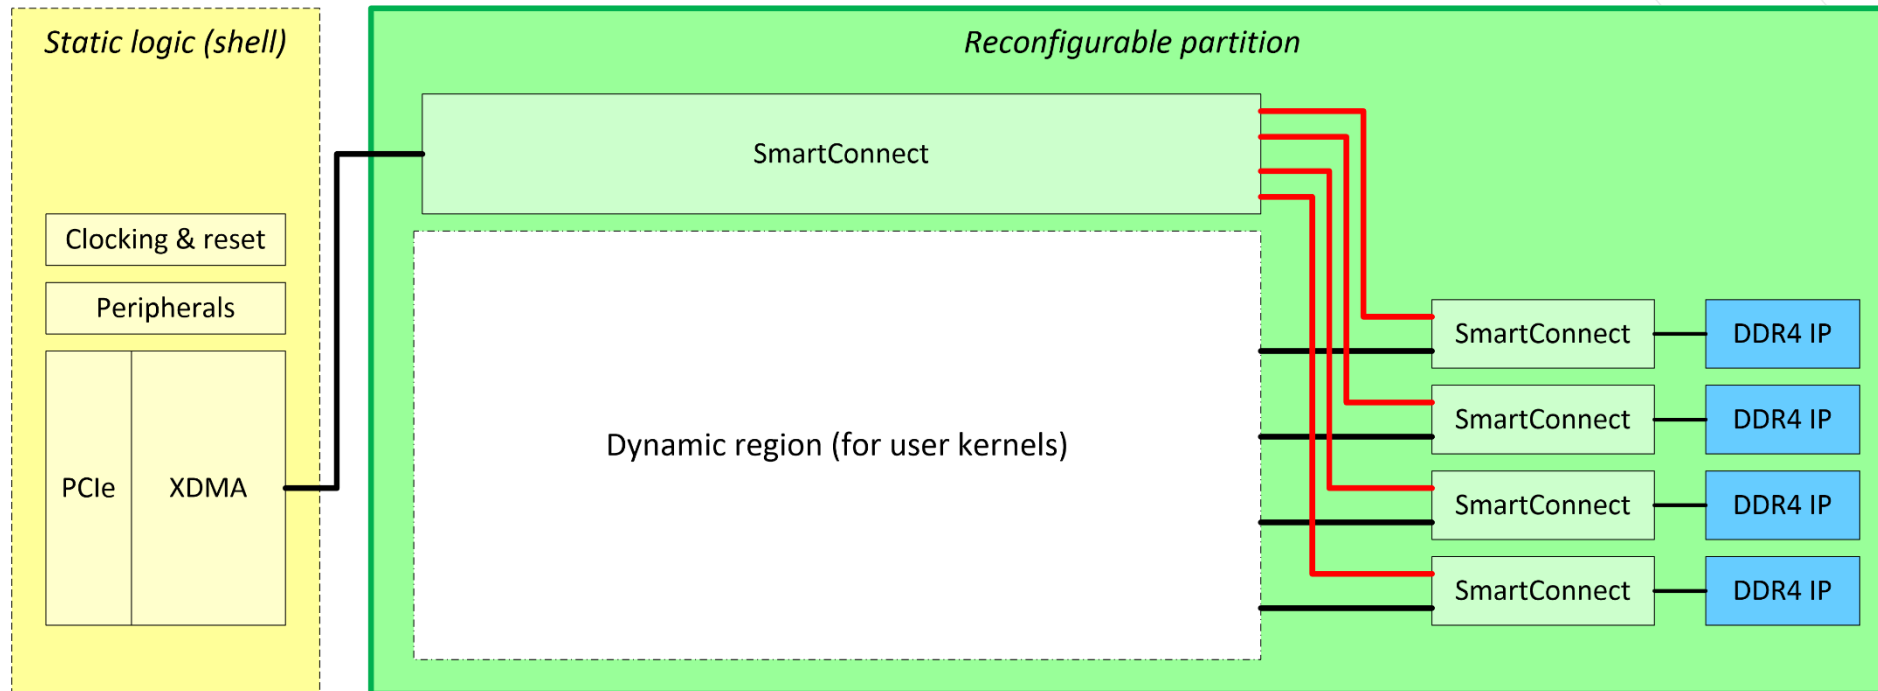 Static logic (shell)
Reconfigurable partition
SmartConnect
Clocking & reset
Peripherals
PCIe
XDMA
Dynamic region (for user kernels)
SmartConnect
DDR4 IP
SmartConnect
DDR4 IP
SmartConnect
DDR4 IP
SmartConnect
DDR4 IP